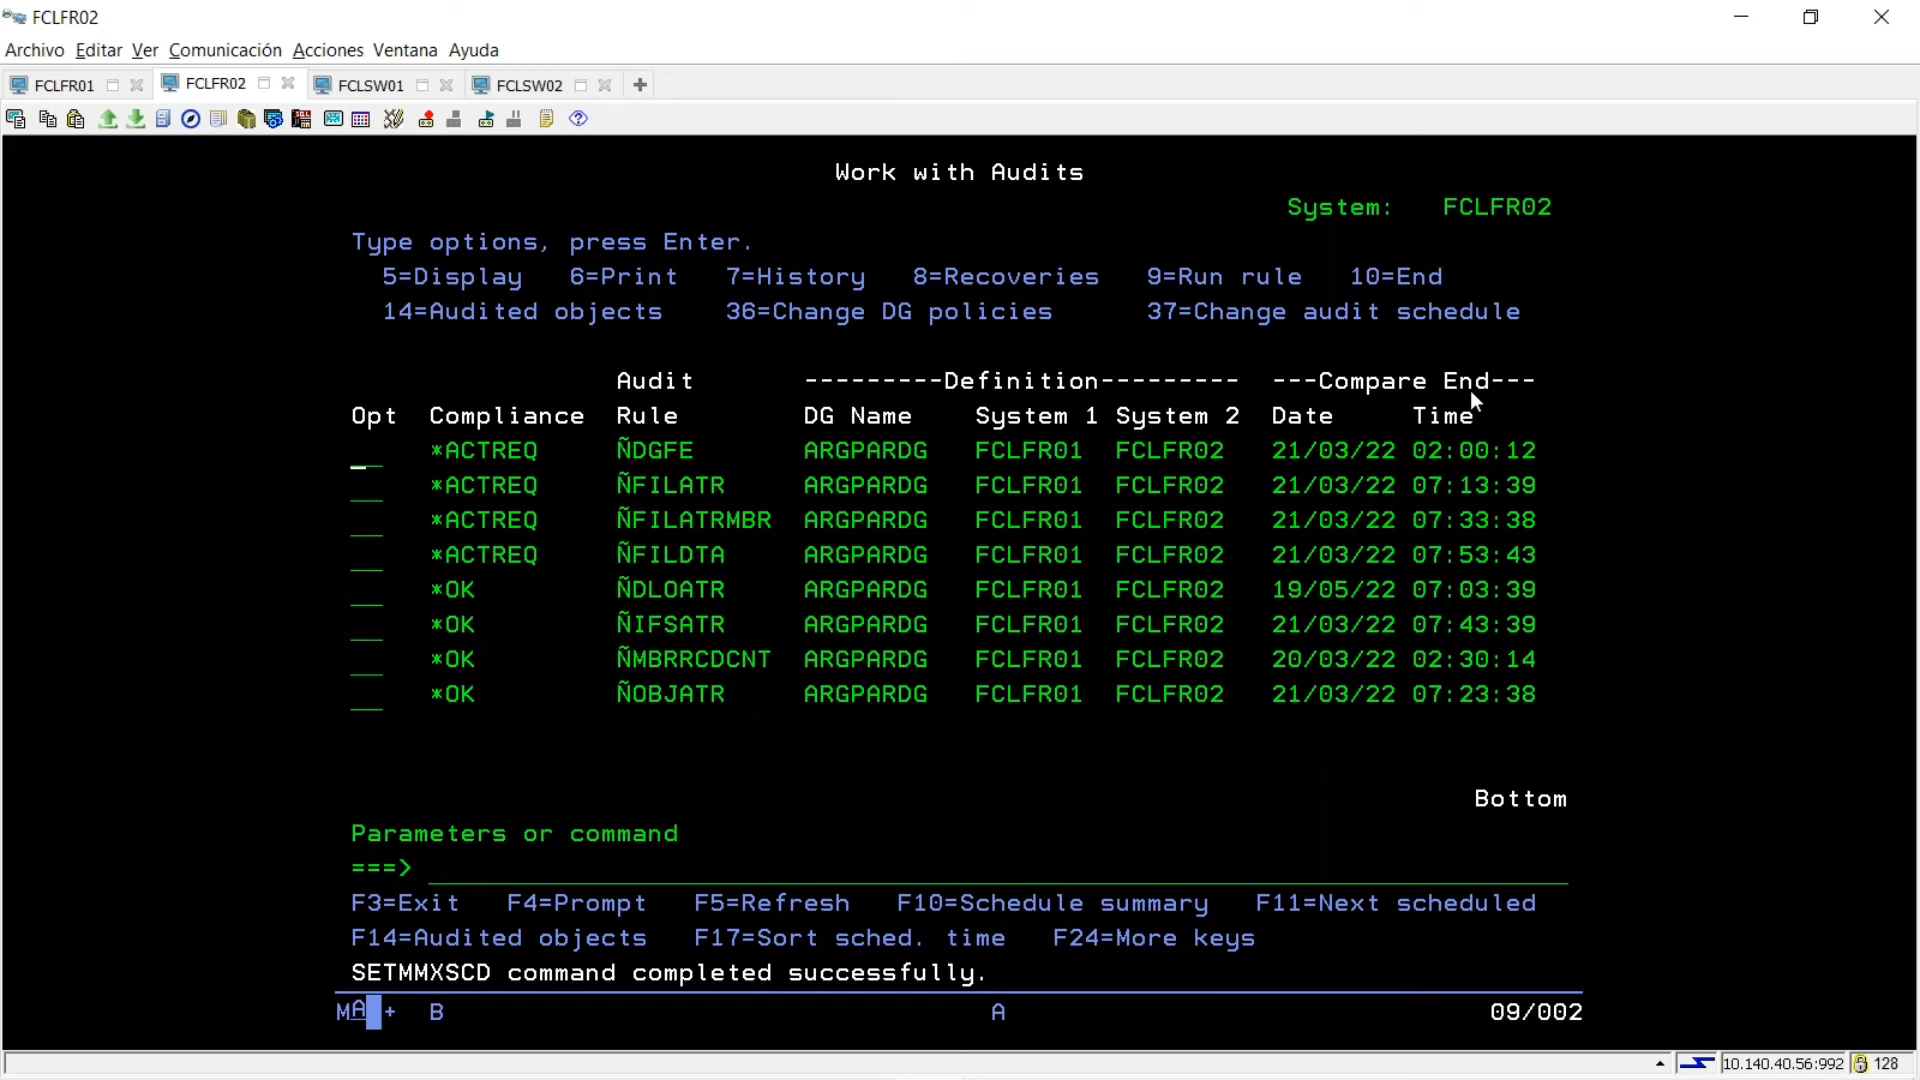 FCLFR02
Archivo Editar Ver Comunicación Acciones Ventana Ayuda
FCLFR01 FCLFR02 FCLSW01 FCLSW02
Work with Audits
System: FCLFR02
Type options, press Enter.
5=Display 6=Print 7=History 8=Recoveries 9=Run rule 10=End
14=Audited objects 36=Change DG policies 37=Change audit schedule
Audit ---------Definition--------- ---Compare End---
Opt Compliance Rule DG Name System 1 System 2 Date Time
___ *ACTREQ ÑDGFE ARGPARDG FCLFR01 FCLFR02 21/03/22 02:00:12
___ *ACTREQ ÑFILATR ARGPARDG FCLFR01 FCLFR02 21/03/22 07:13:39
___ *ACTREQ ÑFILATRMBR ARGPARDG FCLFR01 FCLFR02 21/03/22 07:33:38
___ *ACTREQ ÑFILDTA ARGPARDG FCLFR01 FCLFR02 21/03/22 07:53:43
___ *OK ÑDLOATR ARGPARDG FCLFR01 FCLFR02 19/05/22 07:03:39
___ *OK ÑIFSATR ARGPARDG FCLFR01 FCLFR02 21/03/22 07:43:39
___ *OK ÑMBRRCDCNT ARGPARDG FCLFR01 FCLFR02 20/03/22 02:30:14
___ *OK ÑOBJATR ARGPARDG FCLFR01 FCLFR02 21/03/22 07:23:38
Bottom
Parameters or command
===>
F3=Exit F4=Prompt F5=Refresh F10=Schedule summary F11=Next scheduled
F14=Audited objects F17=Sort sched. time F24=More keys
SETMMXSCD command completed successfully.
MA + B A 09/002
10.140.40.56:992 128